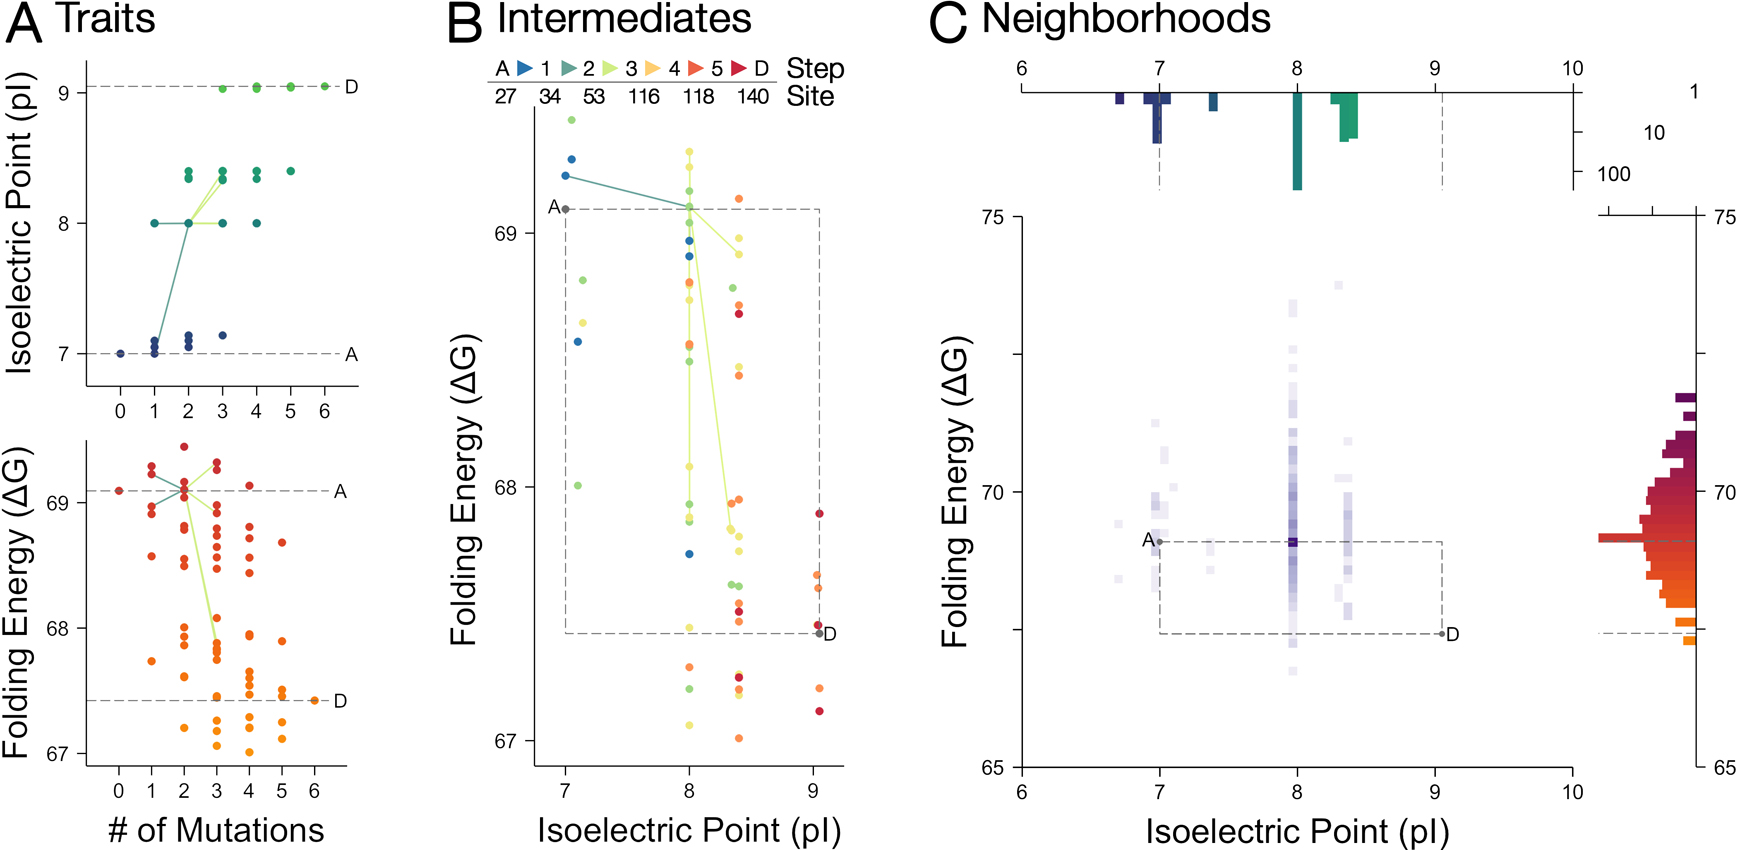 A Traits
Isoelectric Point (pI)
9
8
7
D
A
0 1 2 3 4 5 6
Folding Energy (ΔG)
69
68
67
A
D
0 1 2 3 4 5 6
# of Mutations
B Intermediates
A 1 2 3 4 5 D Step
27 34 53 116 118 140 Site
Folding Energy (ΔG)
69
68
67
A
D
7 8 9
Isoelectric Point (pI)
C Neighborhoods
6 7 8 9 10
1
10
100
75
70
65
Folding Energy (ΔG)
A
D
75
70
65
6 7 8 9 10
Isoelectric Point (pI)